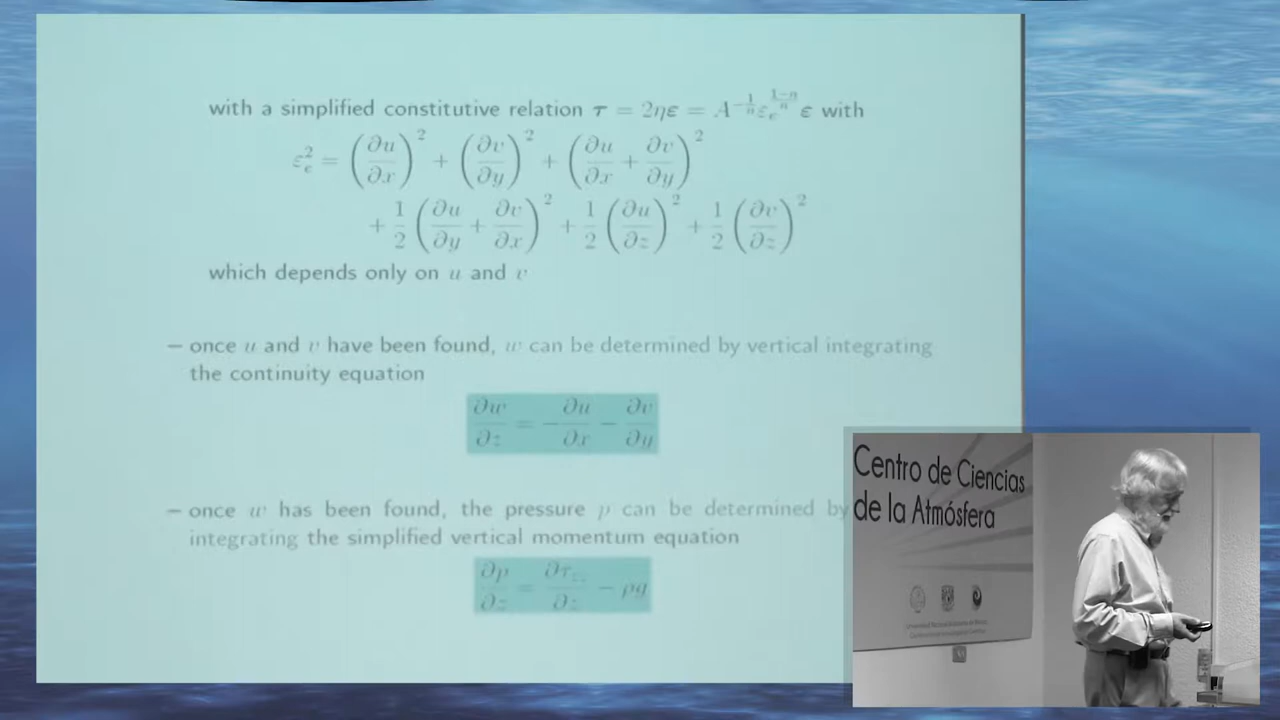 with a simplified constitutive relation τ = 2ηε = A^{-1/n} ε_e^{(1-n)/n} ε with
ε_e^2 = (∂u/∂x)^2 + (∂v/∂y)^2 + (∂u/∂x + ∂v/∂y)^2
+ 1/2 (∂u/∂y + ∂v/∂x)^2 + 1/2 (∂u/∂z)^2 + 1/2 (∂v/∂z)^2
which depends only on u and v
– once u and v have been found, w can be determined by vertical integrating
the continuity equation
∂w/∂z = −∂u/∂x − ∂v/∂y
– once w has been found, the pressure p can be determined by
integrating the simplified vertical momentum equation
∂p/∂z = ∂τ_zz/∂z − ρg
Centro de Ciencias
de la Atmósfera